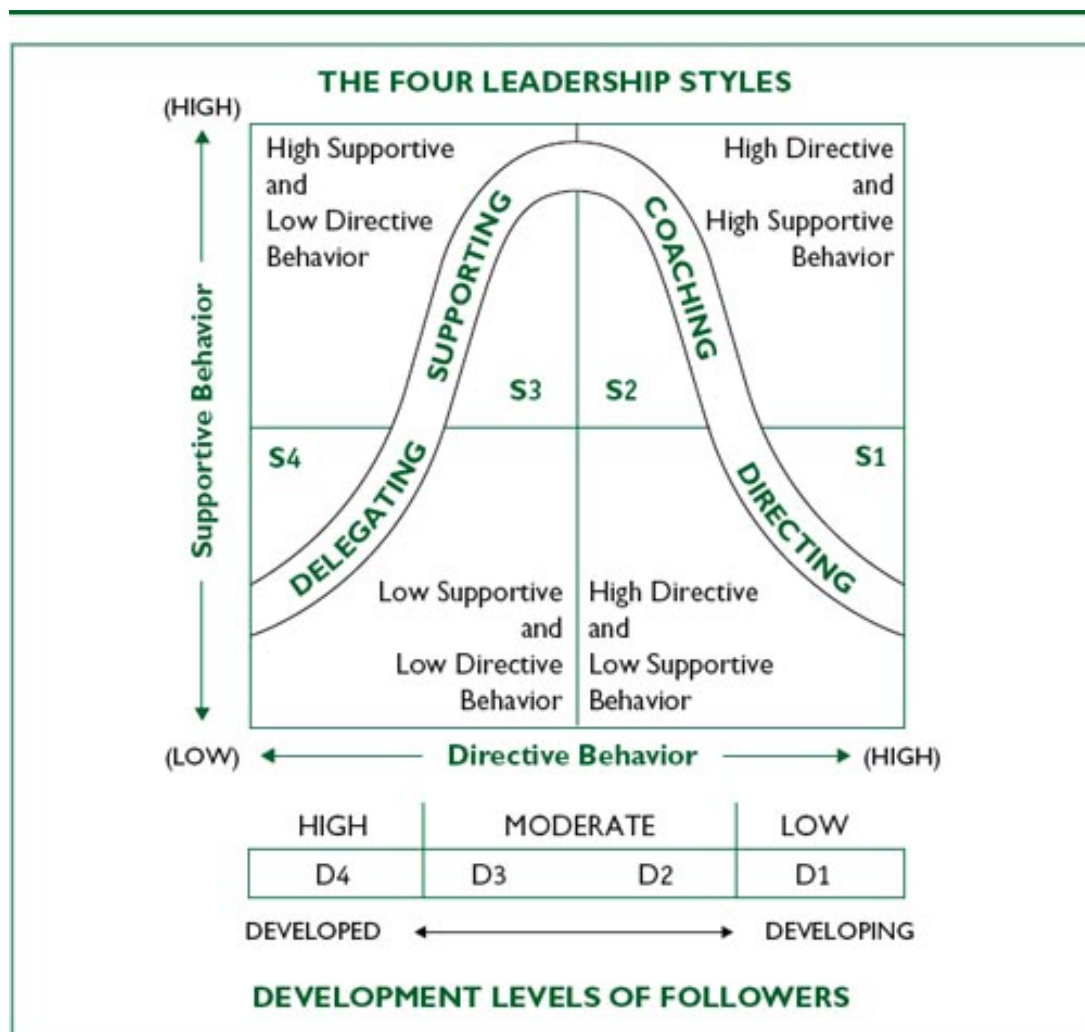 THE FOUR LEADERSHIP STYLES
(HIGH)
High Supportive
and
Low Directive
Behavior
High Directive
and
High Supportive
Behavior
SUPPORTING
COACHING
Supportive Behavior
S3
S2
S4
S1
DELEGATING
DIRECTING
Low Supportive
and
Low Directive
Behavior
High Directive
and
Low Supportive
Behavior
(LOW)
Directive Behavior
(HIGH)
HIGH
MODERATE
LOW
D4
D3
D2
D1
DEVELOPED
DEVELOPING
DEVELOPMENT LEVELS OF FOLLOWERS